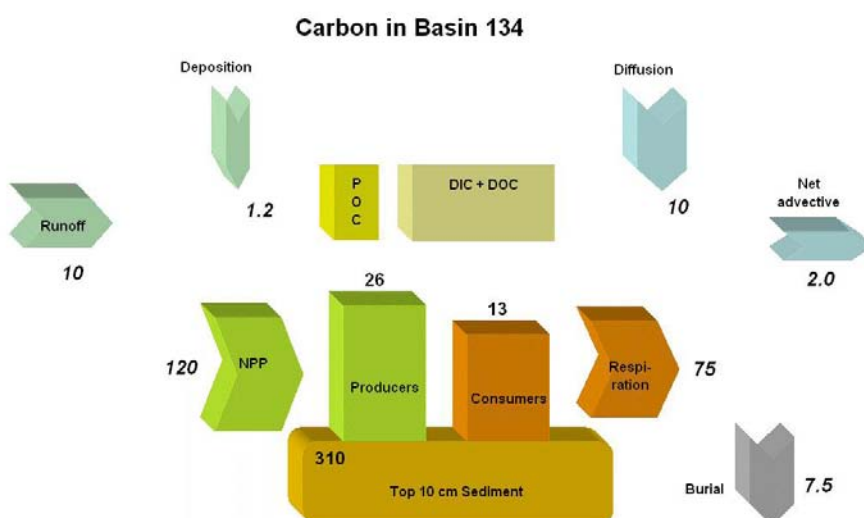 Carbon in Basin 134
Deposition
Diffusion
P
O
C
DIC + DOC
Net
advective
Runoff
1.2
10
10
2.0
26
13
120
NPP
Producers
Consumers
Respi-
ration
75
310
Top 10 cm Sediment
Burial
7.5